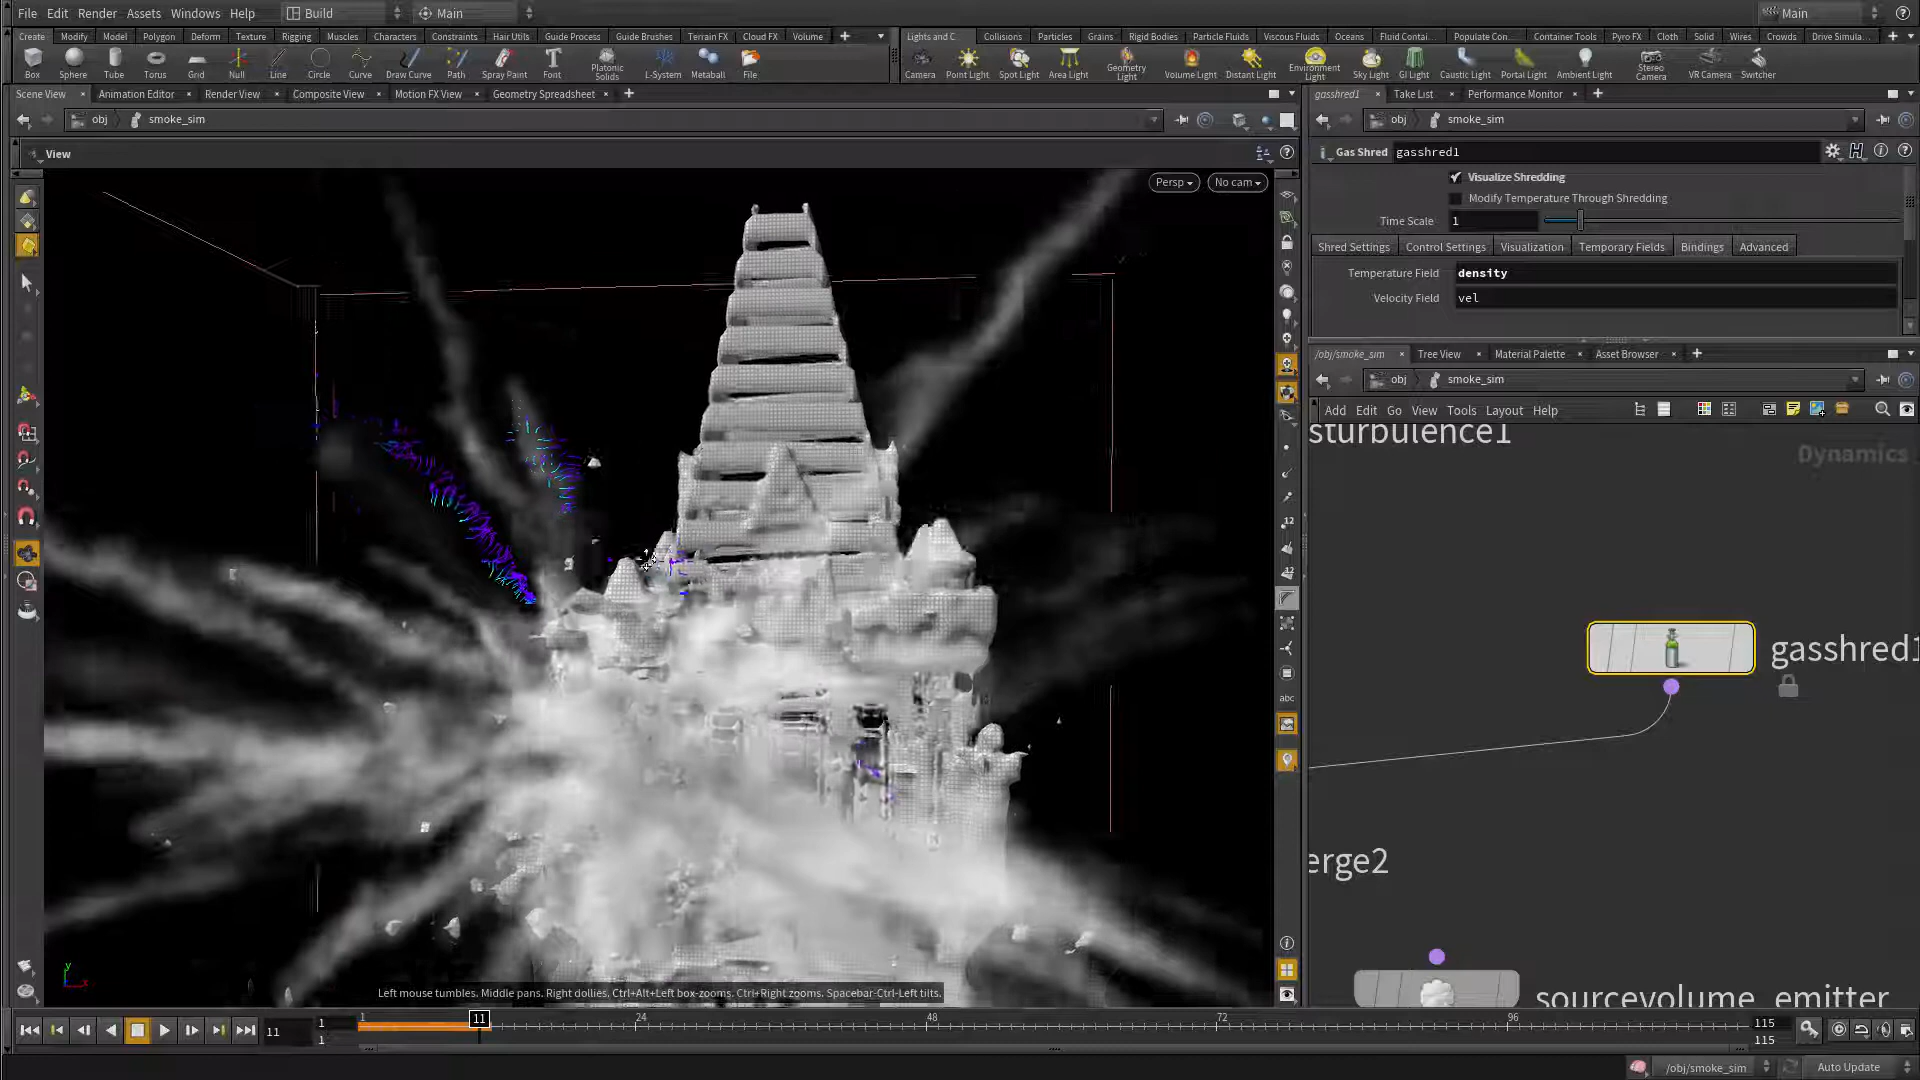 File Edit Render Assets Windows Help Build Main Main
Create Modify Model Polygon Deform Texture Rigging Muscles Characters Constraints Hair Utils Guide Process Guide Brushes Terrain FX Cloud FX Volume
Lights and C Collisions Particles Grains Rigid Bodies Particle Fluids Viscous Fluids Oceans Fluid Contai... Populate Con... Container Tools Pyro FX Cloth Solid Wires Crowds Drive Simula...
Box Sphere Tube Torus Grid Null Line Circle Curve Draw Curve Path Spray Paint Font Platonic Solids L-System Metaball File
Camera Point Light Spot Light Area Light Geometry Light Volume Light Distant Light Environment Light Sky Light GI Light Caustic Light Portal Light Ambient Light Stereo Camera VR Camera Switcher
Scene View Animation Editor Render View Composite View Motion FX View Geometry Spreadsheet
gasshred1 Take List Performance Monitor
obj smoke_sim
obj smoke_sim
View
Gas Shred gasshred1
Persp No cam
Visualize Shredding
Modify Temperature Through Shredding
Time Scale 1
Shred Settings Control Settings Visualization Temporary Fields Bindings Advanced
Temperature Field density
Velocity Field vel
/obj/smoke_sim Tree View Material Palette Asset Browser
obj smoke_sim
Add Edit Go View Tools Layout Help
sturbulence1
Dynamics
12
12
abc
gasshred1
erge2
sourcevolume_emitter
Left mouse tumbles. Middle pans. Right dollies. Ctrl+Alt+Left box-zooms. Ctrl+Right zooms. Spacebar-Ctrl-Left tilts.
11
1
1
1 11 24 48 72 96
115
115
/obj/smoke_sim Auto Update